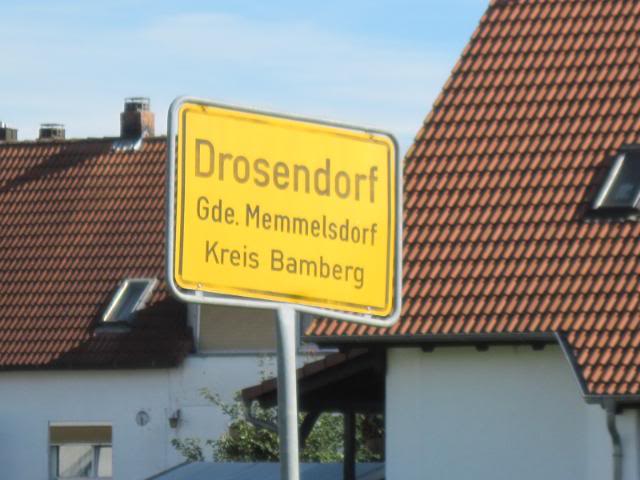 Drosendorf
Gde. Memmelsdorf
Kreis Bamberg